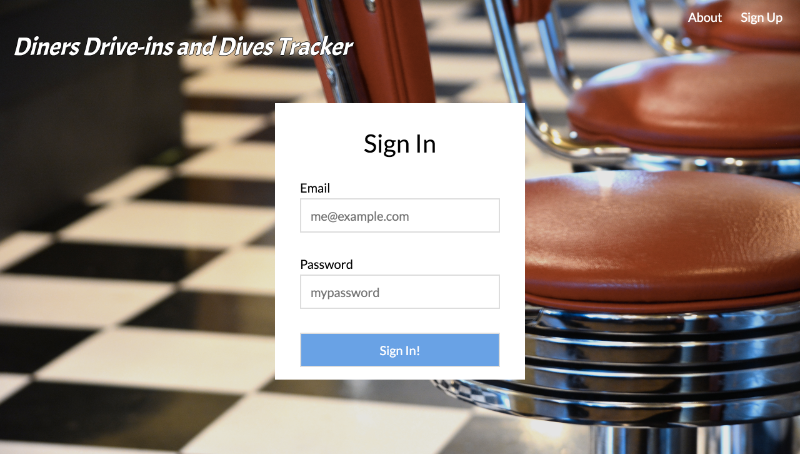 About Sign Up
Diners Drive-ins and Dives Tracker
Sign In
Email
me@example.com
Password
mypassword
Sign In!